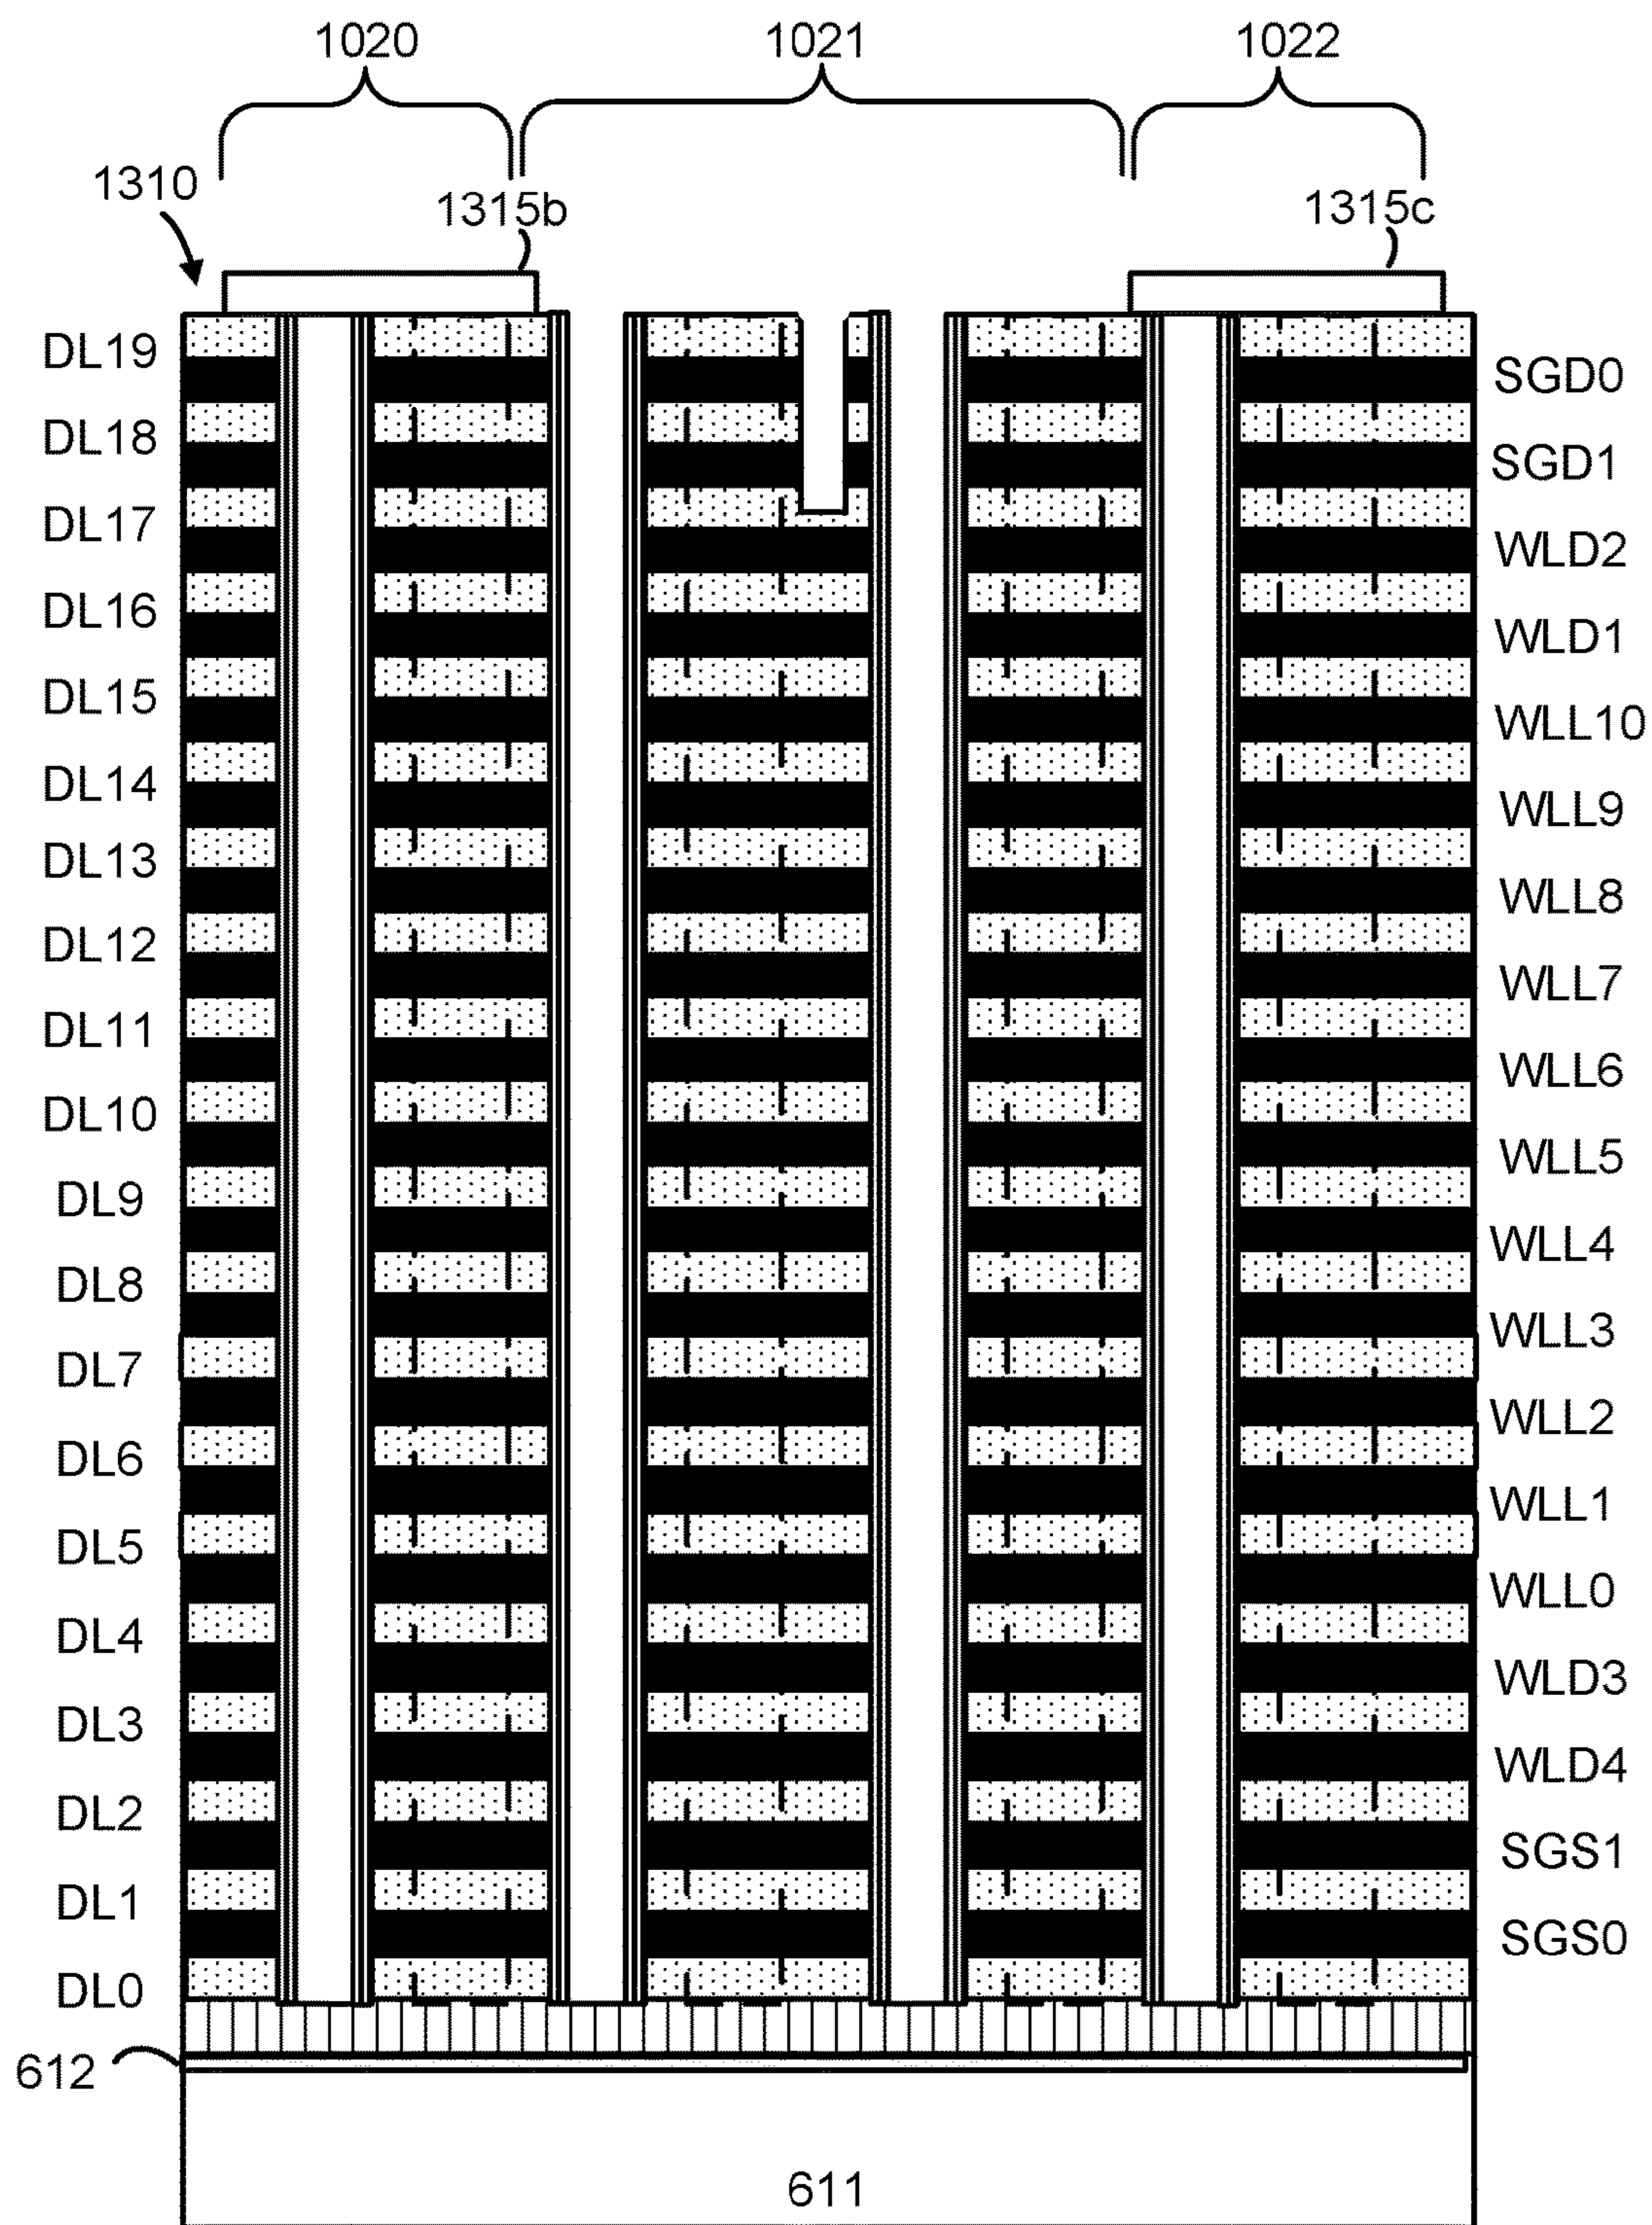 1020 1021 1022
1310 1315b 1315c
DL19 SGD0
DL18 SGD1
DL17 WLD2
DL16 WLD1
DL15 WLL10
DL14 WLL9
DL13 WLL8
DL12 WLL7
DL11 WLL6
DL10 WLL5
DL9 WLL4
DL8 WLL3
DL7 WLL2
DL6 WLL1
DL5 WLL0
DL4 WLD3
DL3 WLD4
DL2 SGS1
DL1 SGS0
DL0
612
611